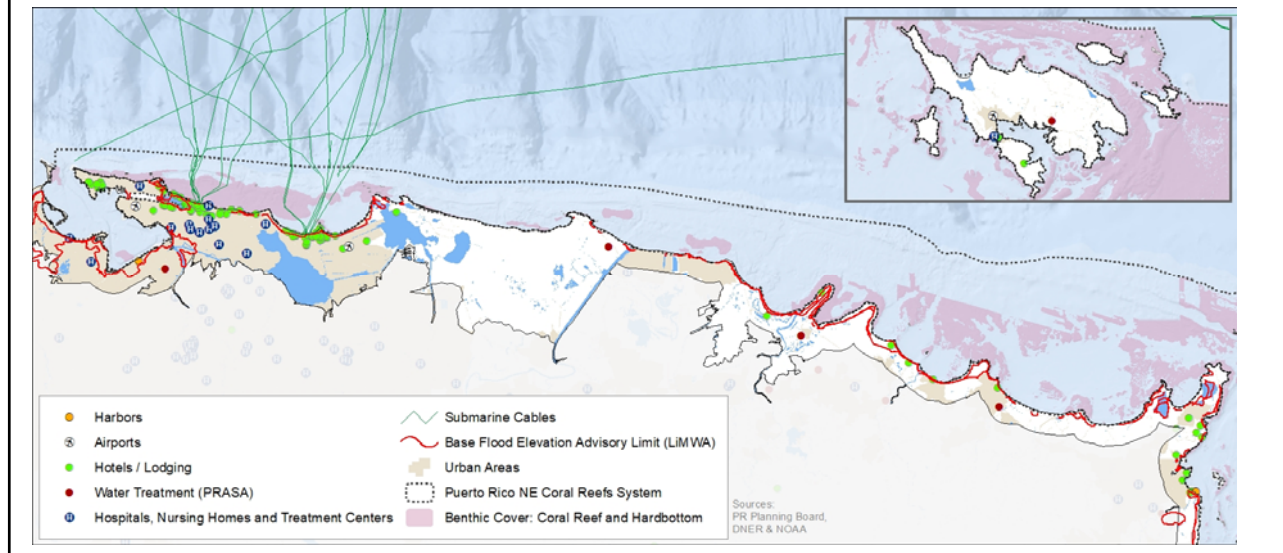 Harbors
Airports
Hotels / Lodging
Water Treatment (PRASA)
Hospitals, Nursing Homes and Treatment Centers
Submarine Cables
Base Flood Elevation Advisory Limit (LiMWA)
Urban Areas
Puerto Rico NE Coral Reefs System
Benthic Cover: Coral Reef and Hardbottom
Sources:
PR Planning Board,
DNER & NOAA